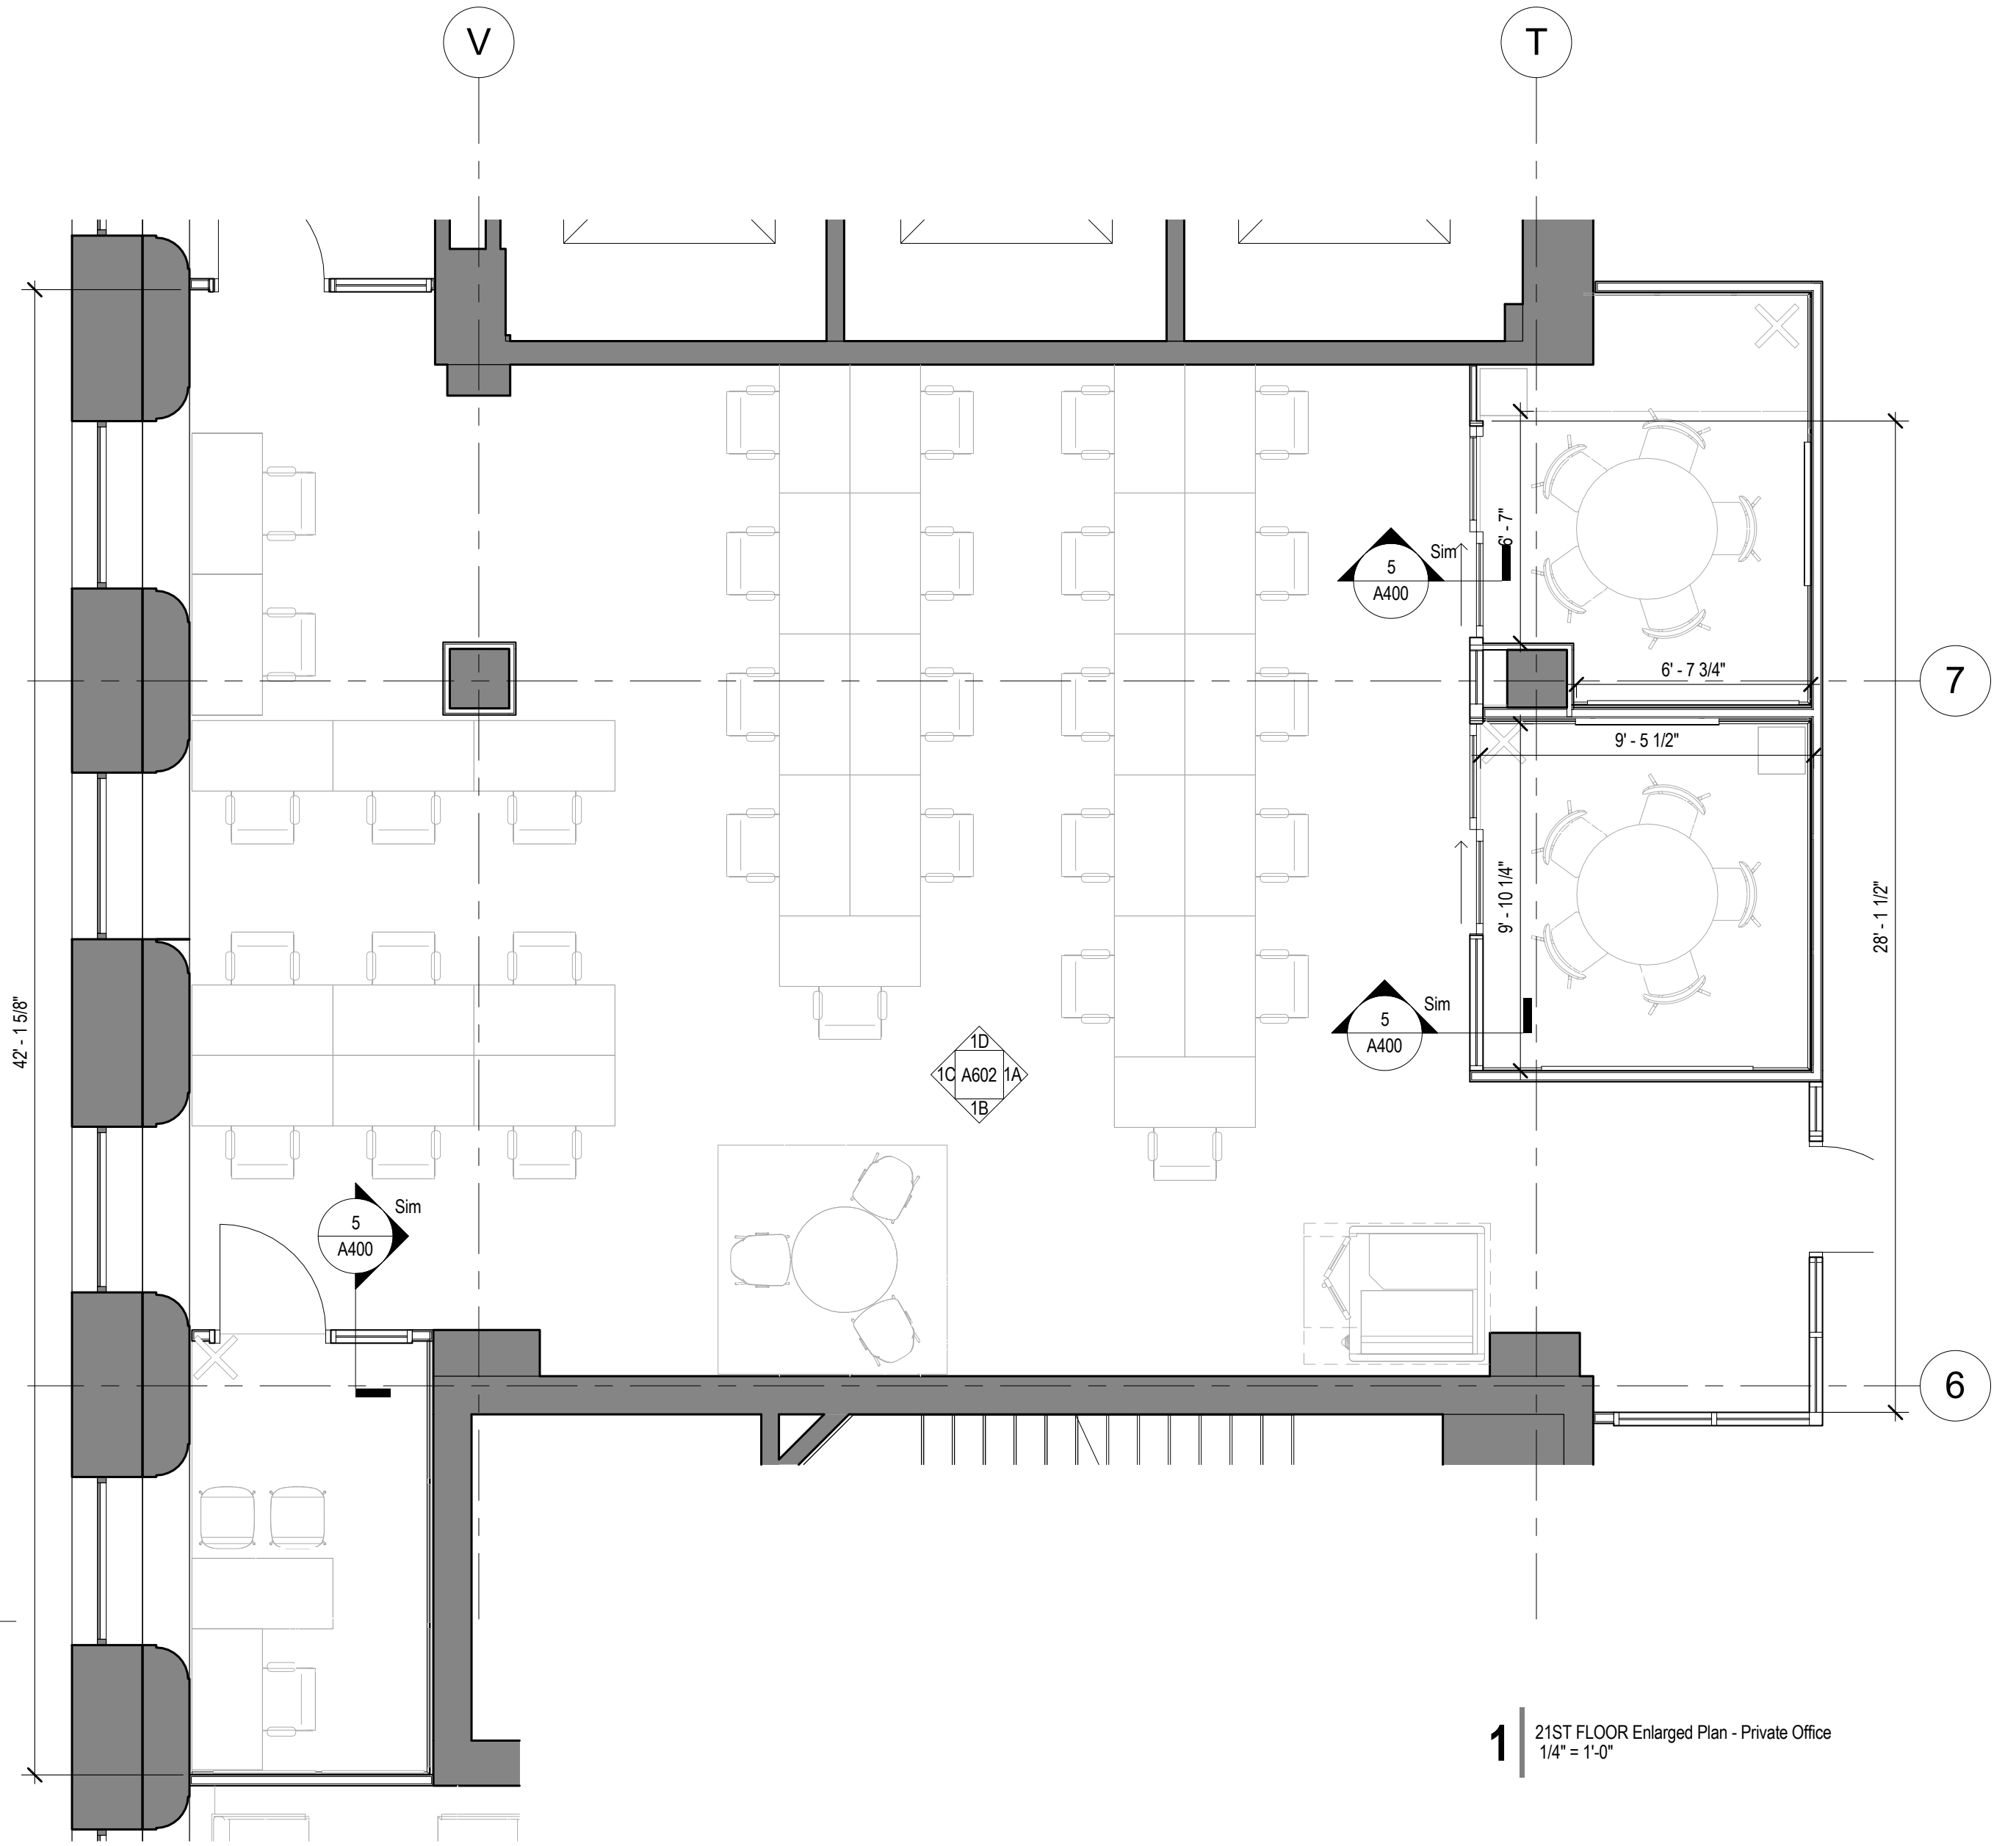 V
T
6' - 7"
5
A400
Sim
6' - 7 3/4"
7
9' - 5 1/2"
9' - 10 1/4"
28' - 1 1/2"
42' - 1 5/8"
5
A400
Sim
1D
1C A602 1A
1B
5
A400
Sim
6
1
21ST FLOOR Enlarged Plan - Private Office
1/4" = 1'-0"